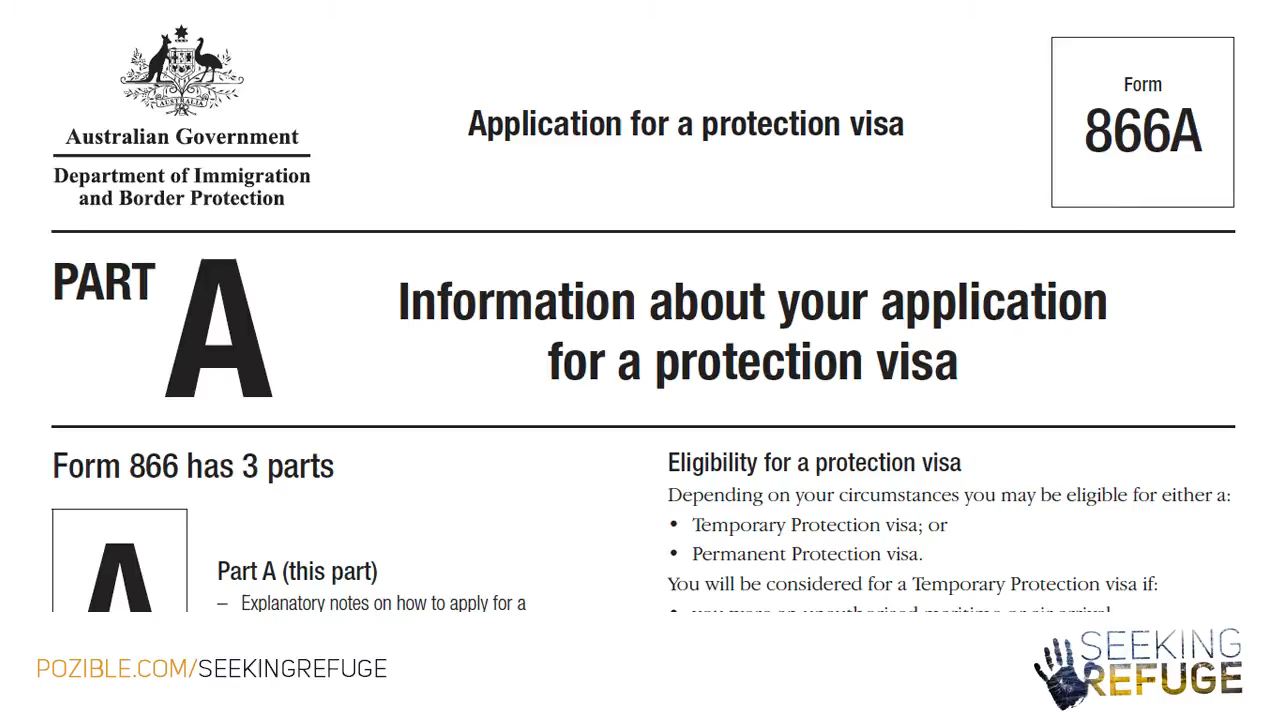 Australian Government
Department of Immigration
and Border Protection
Application for a protection visa
Form
866A
PART A
Information about your application
for a protection visa
Form 866 has 3 parts
A
Part A (this part)
– Explanatory notes on how to apply for a
Eligibility for a protection visa
Depending on your circumstances you may be eligible for either a:
• Temporary Protection visa; or
• Permanent Protection visa.
You will be considered for a Temporary Protection visa if:
POZIBLE.COM/SEEKINGREFUGE
SEEKING
REFUGE